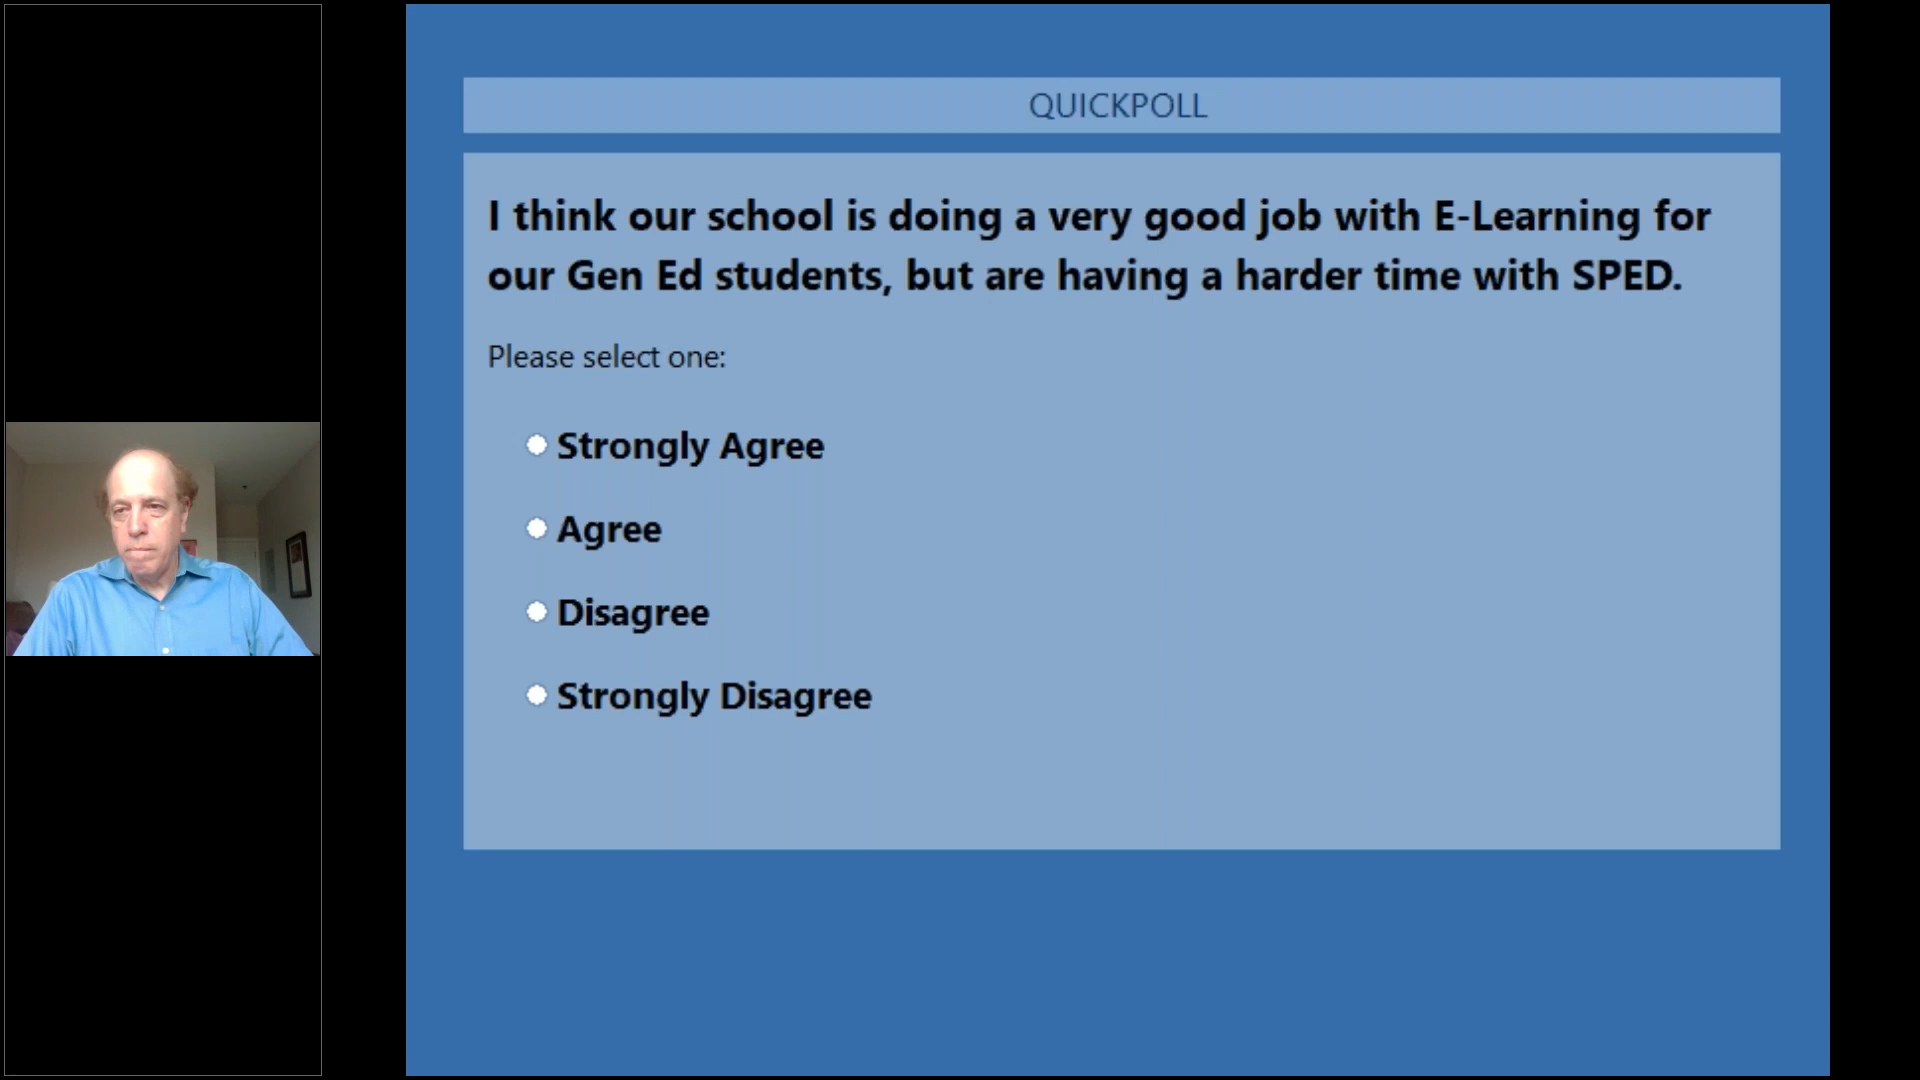 QUICKPOLL
I think our school is doing a very good job with E-Learning for
our Gen Ed students, but are having a harder time with SPED.
Please select one:
Strongly Agree
Agree
Disagree
Strongly Disagree